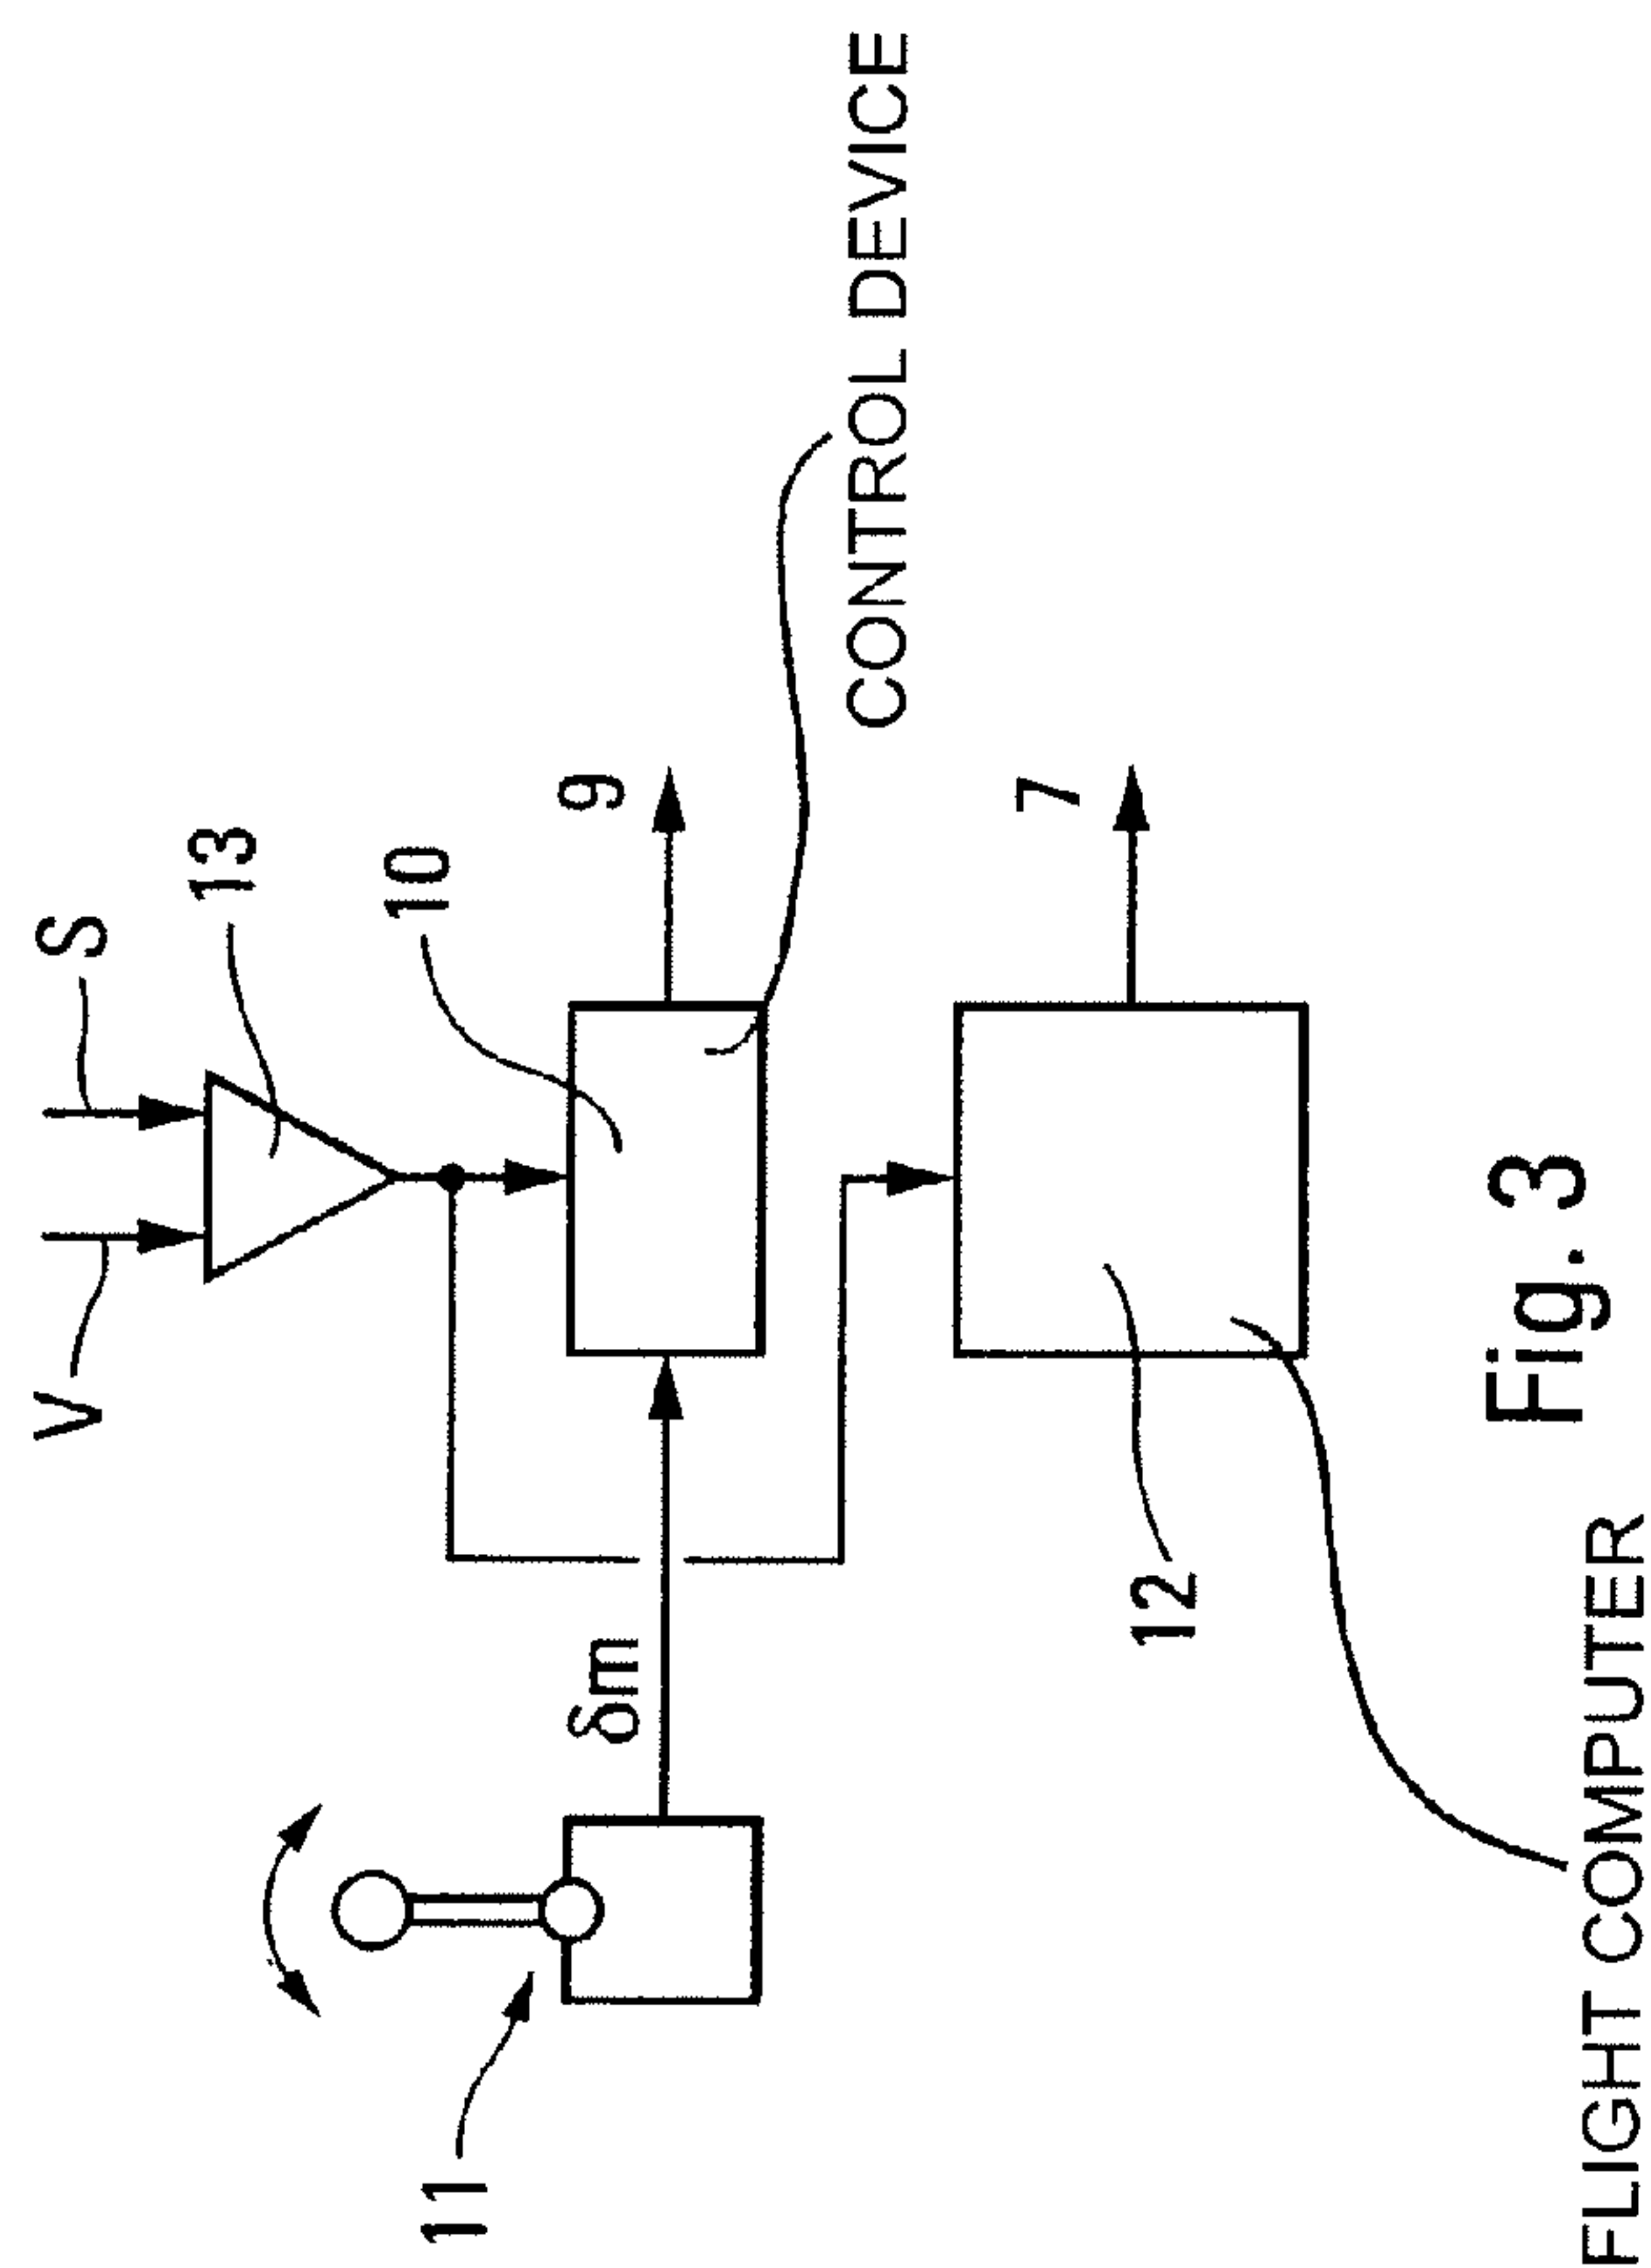 V
S
13
10
11
9
δm
CONTROL DEVICE
7
12
Fig. 3
FLIGHT COMPUTER